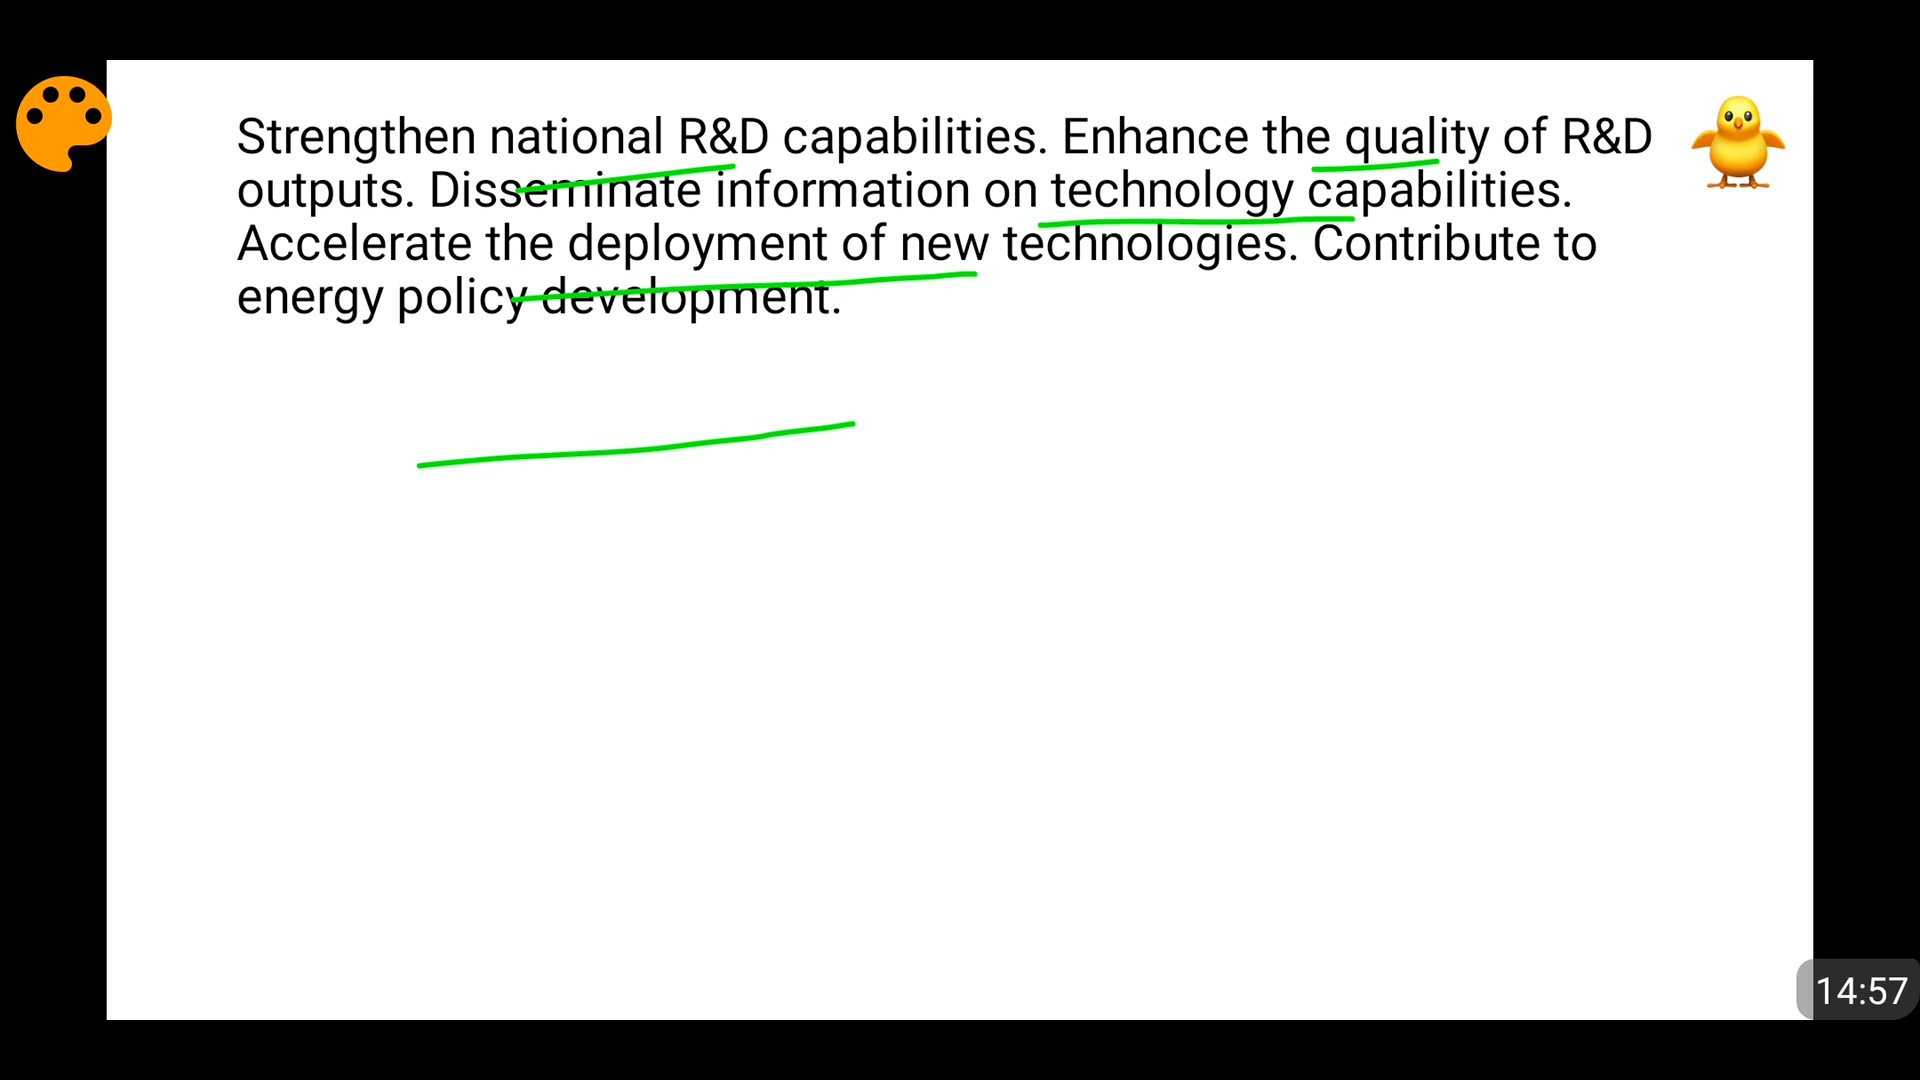 Strengthen national R&D capabilities. Enhance the quality of R&D
outputs. Disseminate information on technology capabilities.
Accelerate the deployment of new technologies. Contribute to
energy policy development.
14:57